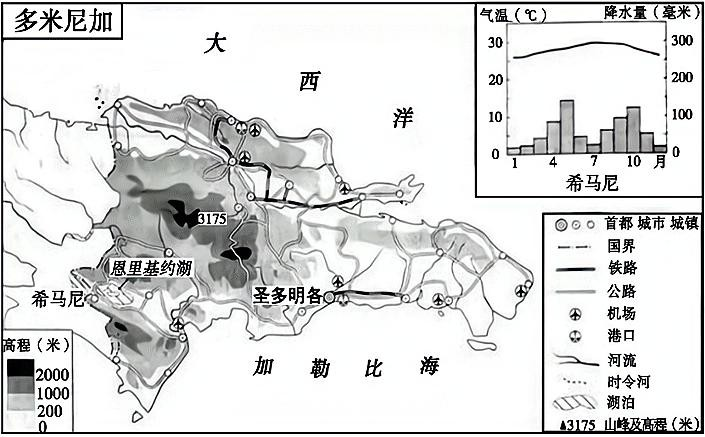 多米尼加
大西洋
3175
恩里基约湖
希马尼
圣多明各
加勒比海
高程（米）
2000
1000
200
0
气温（℃） 降水量（毫米）
30 300
20 200
10 100
0 0
1 4 7 10 月
希马尼
首都 城市 城镇
国界
铁路
公路
机场
港口
河流
时令河
湖泊
▲3175 山峰及高程（米）